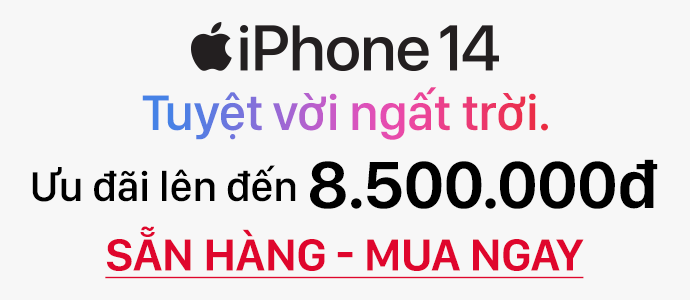 iPhone 14
Tuyệt vời ngất trời.
Ưu đãi lên đến 8.500.000đ
SẴN HÀNG - MUA NGAY